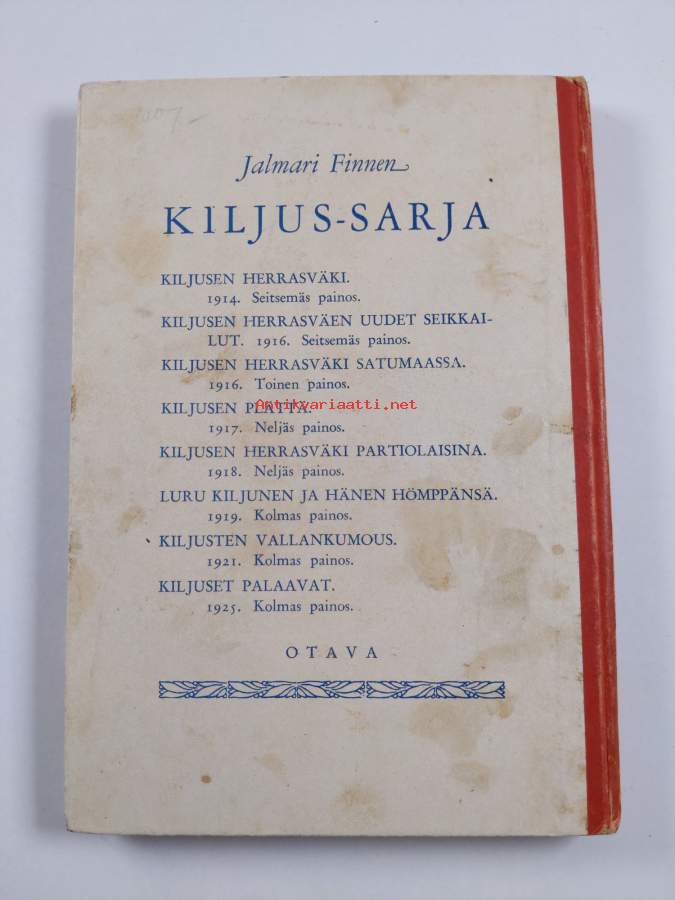 Jalmari Finnen
KILJUS-SARJA
KILJUSEN HERRASVÄKI.
1914. Seitsemäs painos.
KILJUSEN HERRASVÄEN UUDET SEIKKAI-
LUT. 1916. Seitsemäs painos.
KILJUSEN HERRASVÄKI SATUMAASSA.
1916. Toinen painos.
KILJUSEN PLÄTTÄ.
Antikvariaatti.net
1917. Neljäs painos.
KILJUSEN HERRASVÄKI PARTIOLAISINA.
1918. Neljäs painos.
LURU KILJUNEN JA HÄNEN HÖMPPÄNSÄ.
1919. Kolmas painos.
KILJUSTEN VALLANKUMOUS.
1921. Kolmas painos.
KILJUSET PALAAVAT.
1925. Kolmas painos.
OTAVA